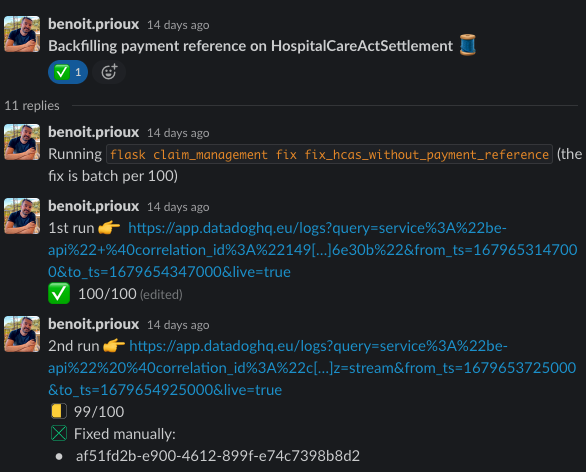 benoit.prioux 14 days ago
Backfilling payment reference on HospitalCareActSettlement 🧵
✅ 1
11 replies
benoit.prioux 14 days ago
Running flask claim_management fix fix_hcas_without_payment_reference (the
fix is batch per 100)
benoit.prioux 14 days ago
1st run 👉 https://app.datadoghq.eu/logs?query=service%3A%22be-
api%22+%40correlation_id%3A%22149[...]6e30b%22&from_ts=167965314700
0&to_ts=1679654347000&live=true
✅ 100/100 (edited)
benoit.prioux 14 days ago
2nd run 👉 https://app.datadoghq.eu/logs?query=service%3A%22be-
api%22%20%40correlation_id%3A%22c[...]z=stream&from_ts=1679653725000
&to_ts=1679654925000&live=true
99/100
Fixed manually:
• af51fd2b-e900-4612-899f-e74c7398b8d2